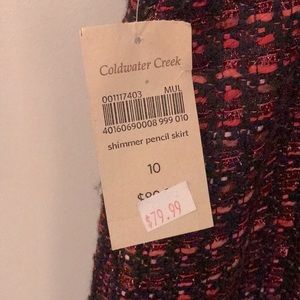 Coldwater Creek
001117403 MUL
40160690008 999 010
shimmer pencil skirt
10
$79.99